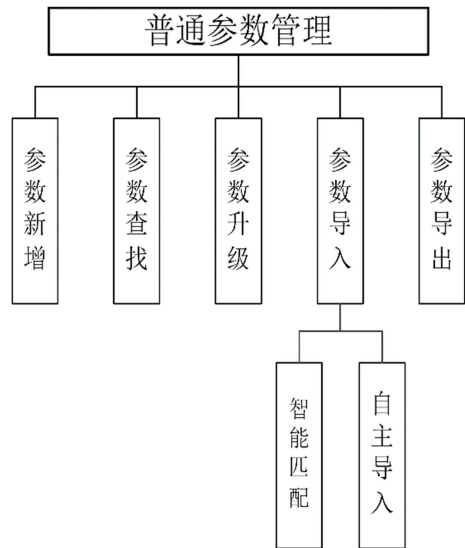 普通参数管理
参数新增
参数查找
参数升级
参数导入
参数导出
智能匹配
自主导入